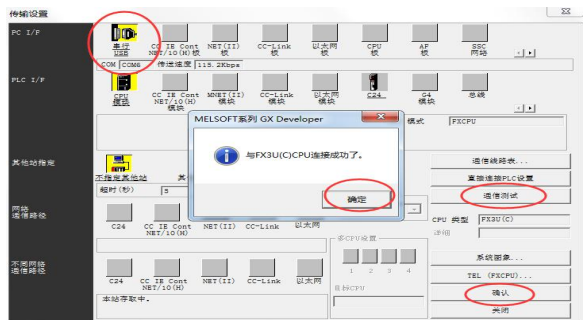 传输设置
PC I/F
串行
USB
CC IE Cont
NET/10(H)板
NET(II)
板
CC-Link
板
以太网
板
CPU
板
AF
板
SSC
网络
COM COM6 传送速度 115.2Kbps
PLC I/F
CPU
模块
CC IE Cont
NET/10(H)
模块
MNET(II)
模块
CC-Link
模块
以太网
模块
C24
G4
模块
总线
模式 FXCPU
MELSOFT系列 GX Developer
与FX3U(C)CPU连接成功了。
确定
其他站指定
不指定其他站
其
超时(秒) 5
通信线路表...
直接连接PLC设置
通信测试
网络
通信路径
C24
CC IE Cont
NET/10(H)
NET(II)
CC-Link
以太网
CPU 类型 FX3U(C)
详细
多CPU设置
1 2 3 4
目标CPU
不同网络
通信路径
C24
CC IE Cont
NET/10(H)
NET(II)
CC-Link
以太网
本站存取中。
系统图象...
TEL (FXCPU)...
确认
关闭